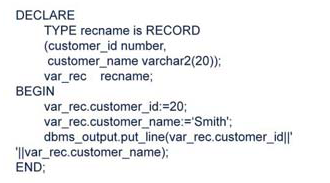 DECLARE
TYPE recname is RECORD
(customer_id number,
customer_name varchar2(20));
var_rec recname;
BEGIN
var_rec.customer_id:=20;
var_rec.customer_name:='Smith';
dbms_output.put_line(var_rec.customer_id||'
'||var_rec.customer_name);
END;